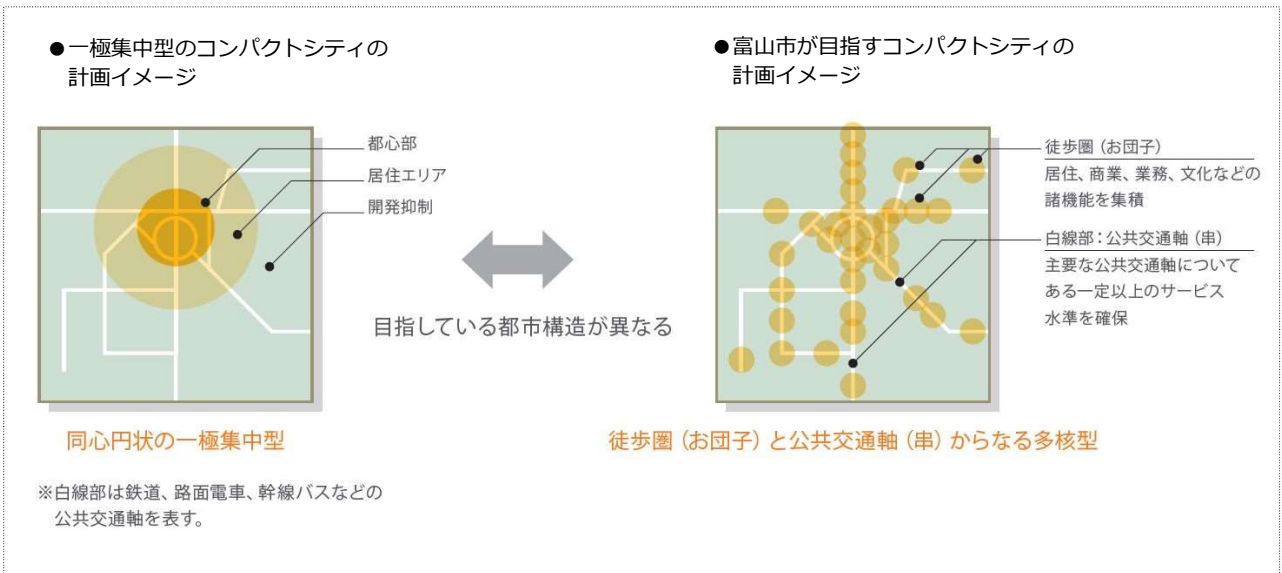 ●一極集中型のコンパクトシティの
計画イメージ
都心部
居住エリア
開発抑制
同心円状の一極集中型
※白線部は鉄道、路面電車、幹線バスなどの
公共交通軸を表す。
目指している都市構造が異なる
●富山市が目指すコンパクトシティの
計画イメージ
徒歩圏（お団子）
居住、商業、業務、文化などの
諸機能を集積
白線部：公共交通軸（串）
主要な公共交通軸について
ある一定以上のサービス
水準を確保
徒歩圏（お団子）と公共交通軸（串）からなる多核型